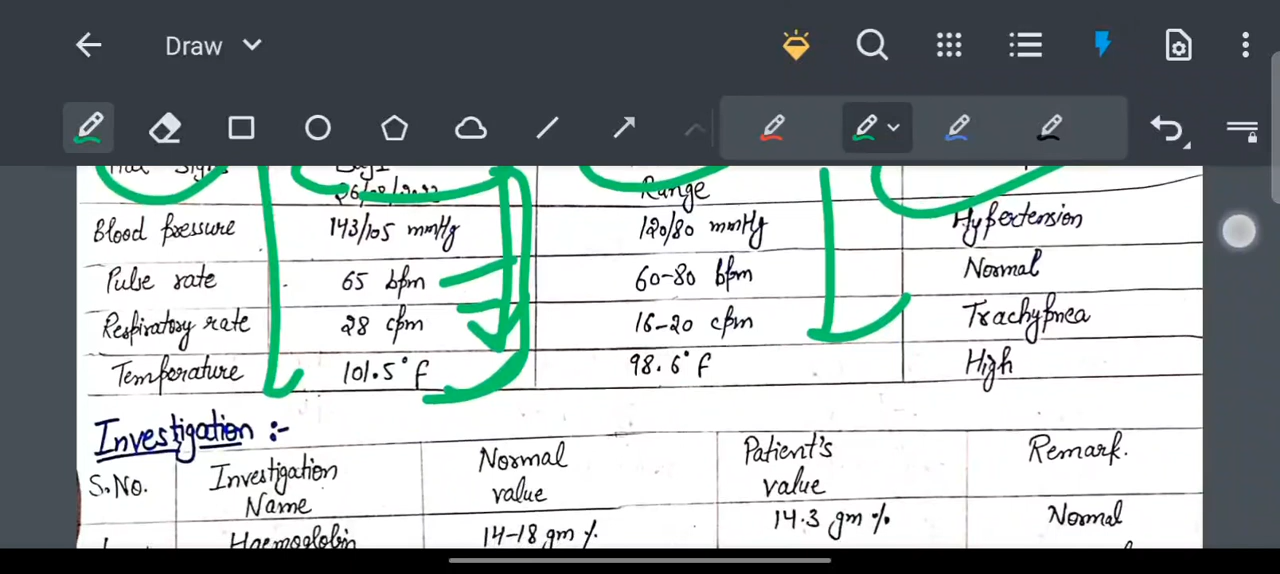 Draw
Range
Blood pressure 143/105 mmHg 120/80 mmHg Hypertension
Pulse rate 65 bpm 60-80 bpm Normal
Respiratory rate 28 cpm 16-20 cpm Trachypnea
Temperature 101.5°F 98.6°F High
Investigation :-
S.No. Investigation Name Normal value Patient's value Remark.
Haemoglobin 14-18 gm % 14.3 gm % Normal